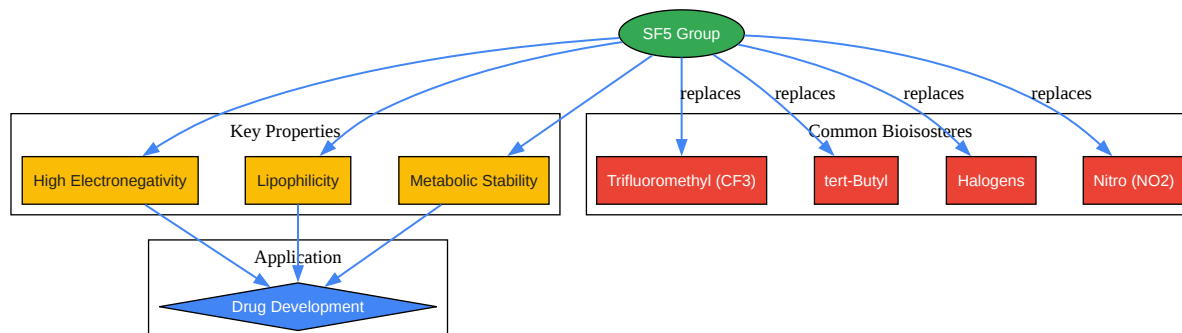 SF5 Group
replaces
replaces
replaces
replaces
Key Properties
Common Bioisosteres
High Electronegativity
Lipophilicity
Metabolic Stability
Trifluoromethyl (CF3)
tert-Butyl
Halogens
Nitro (NO2)
Application
Drug Development